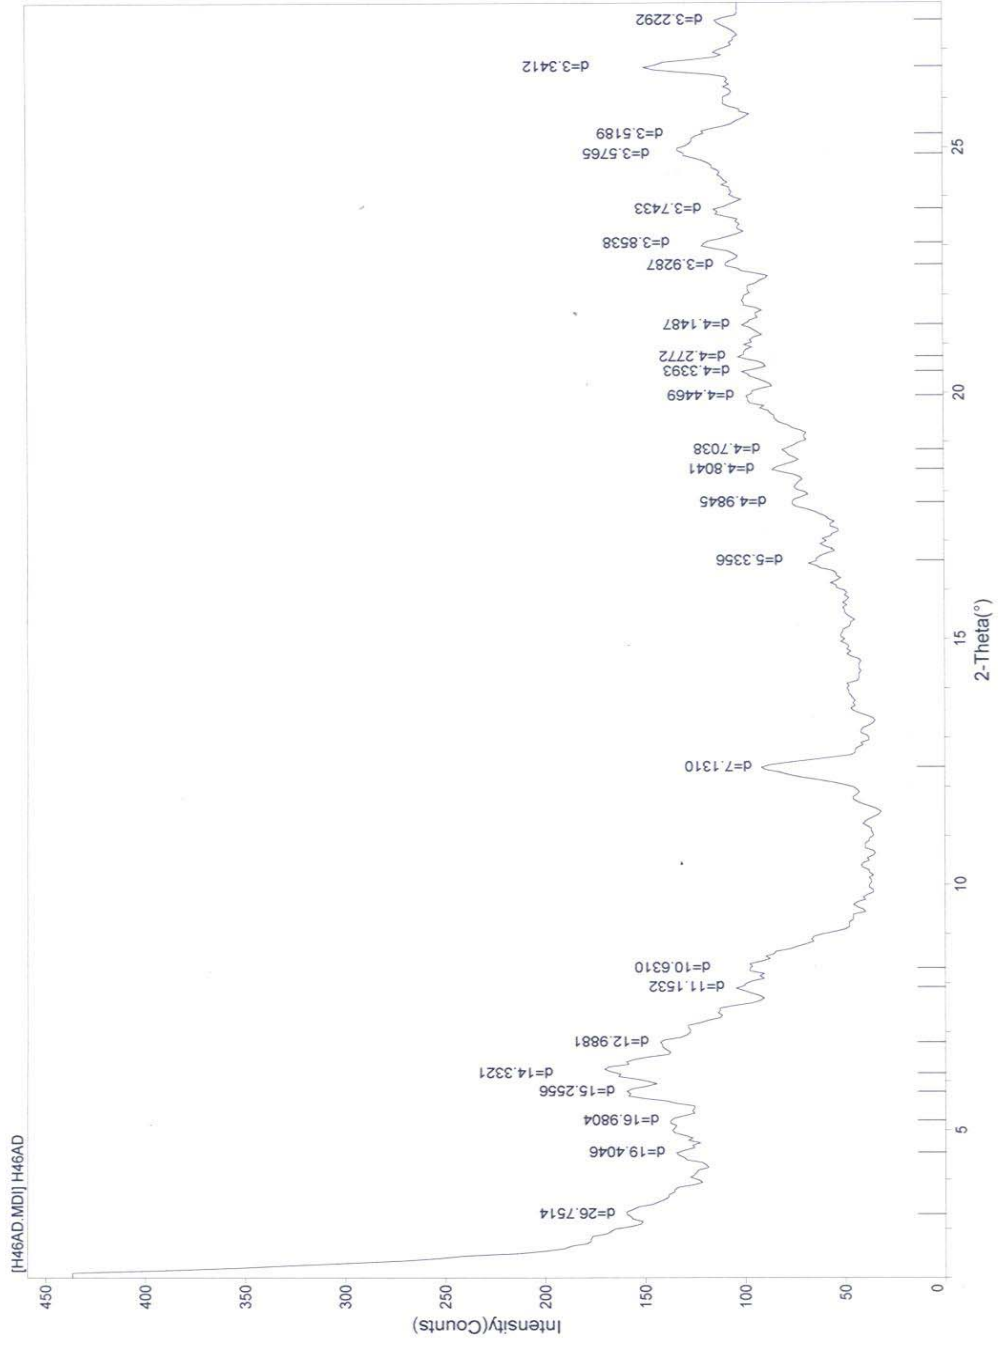 [H46AD.MDI] H46AD
Intensity(Counts)
450
400
350
300
250
200
150
100
50
0
d=26.7514
d=19.4046
d=16.9804
d=15.2556
d=14.3321
d=12.9881
d=11.1532
d=10.6310
d=7.1310
d=5.3356
d=4.9845
d=4.8041
d=4.7038
d=4.4469
d=4.3393
d=4.2772
d=4.1487
d=3.9287
d=3.8538
d=3.7433
d=3.5765
d=3.5189
d=3.3412
d=3.2292
5
10
15
20
25
2-Theta(°)